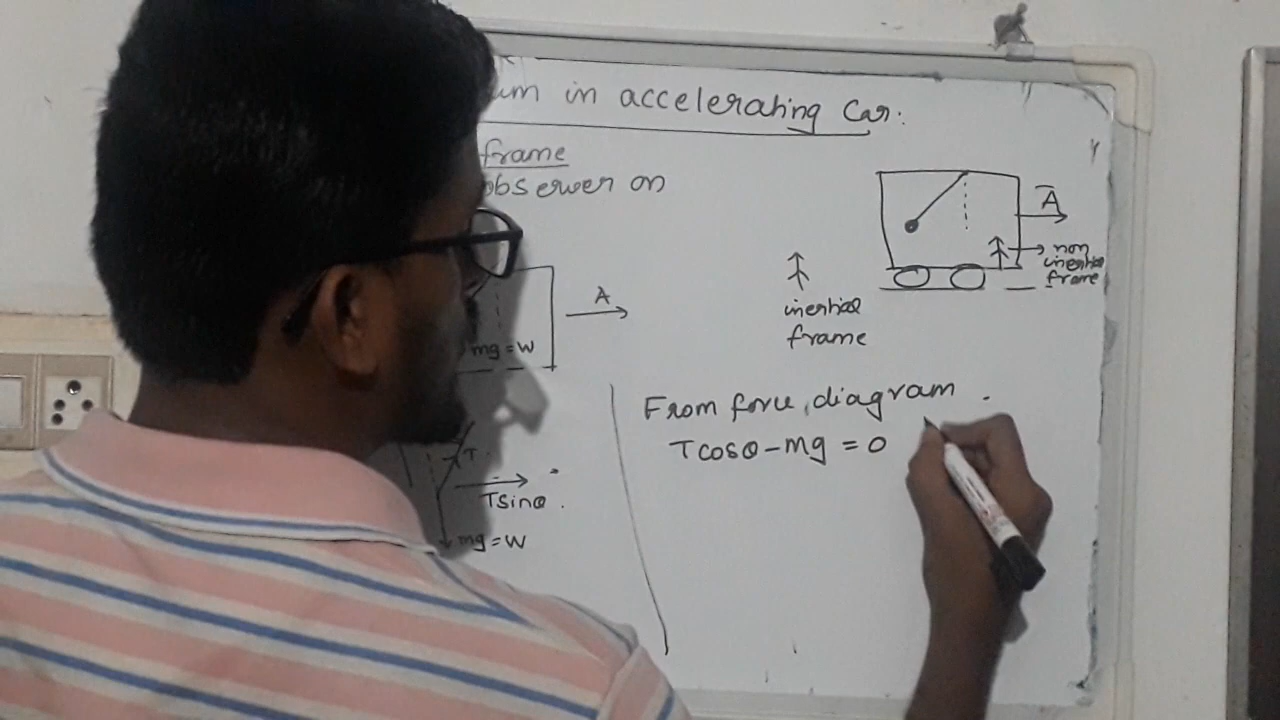 in accelerating Car:
frame
observer on
A
mg = W
T
Tsinθ .
mg = W
A
non
inertial
frame
inertial
frame
From force diagram .
Tcosθ - mg = 0